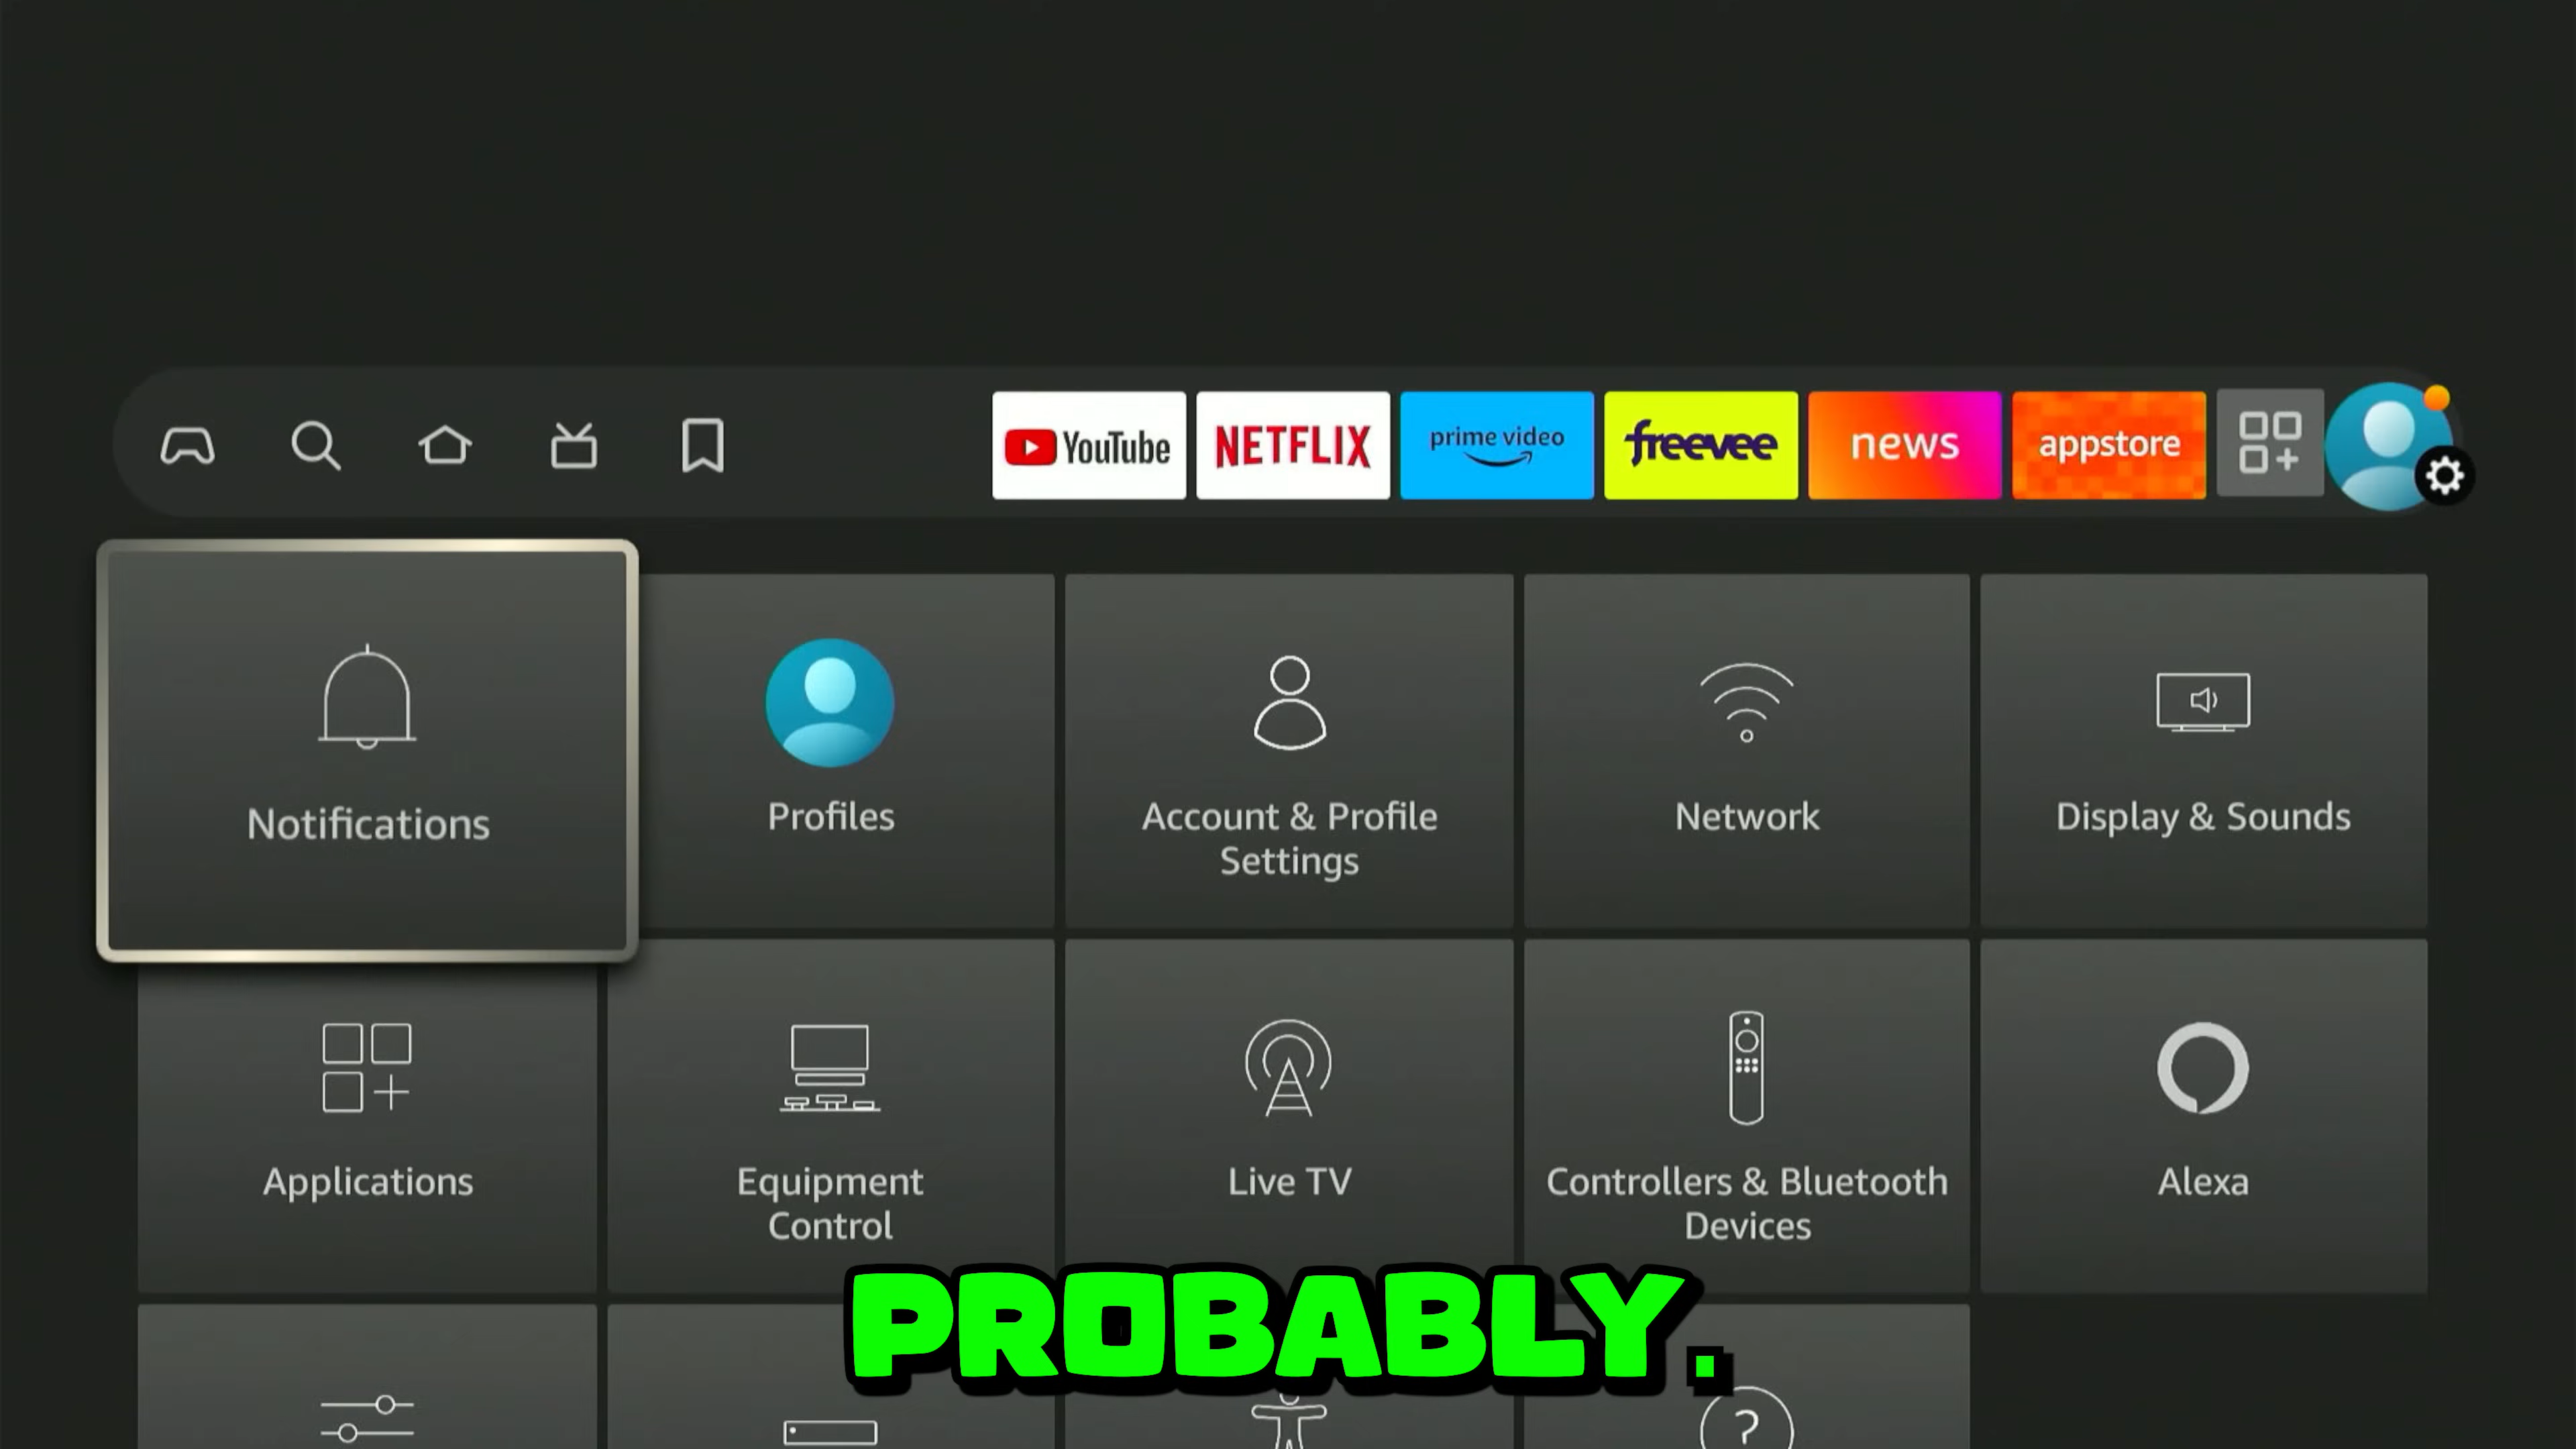 YouTube
NETFLIX
prime video
freevee
news
appstore
Notifications
Profiles
Account & Profile
Settings
Network
Display & Sounds
Applications
Equipment
Control
Live TV
Controllers & Bluetooth
Devices
Alexa
PROBABLY.
?